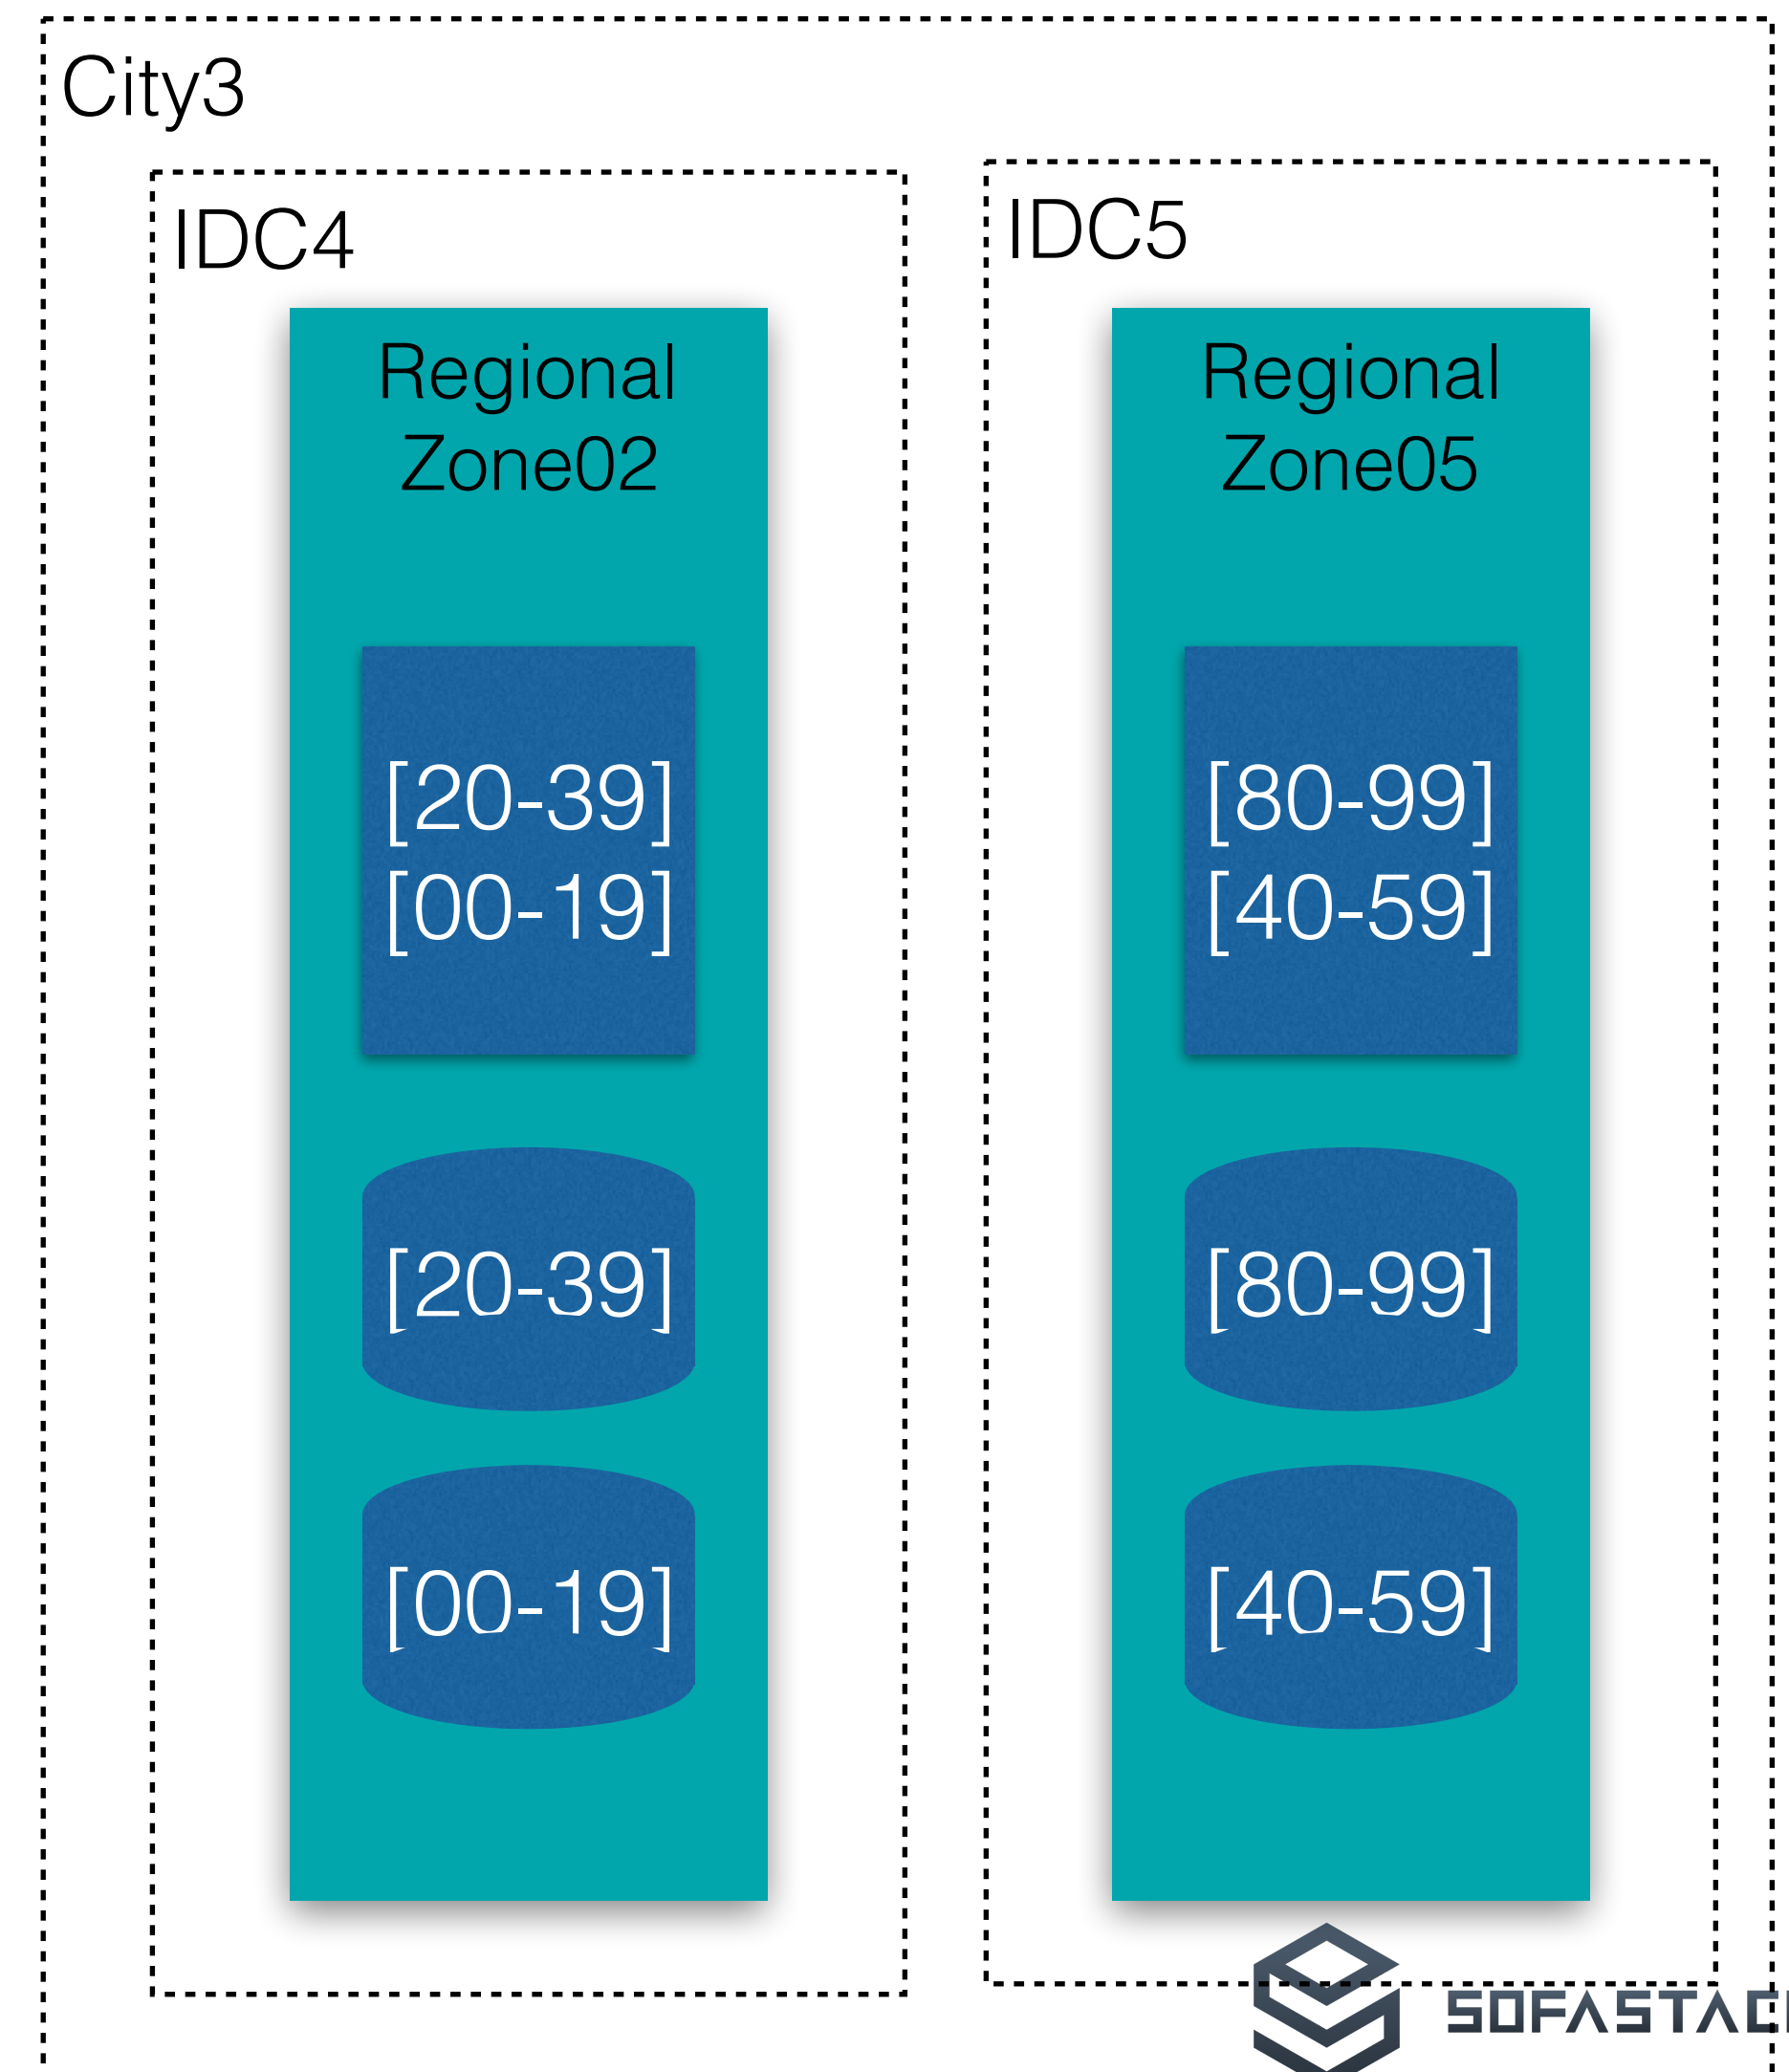 City3
IDC4
Regional
Zone02
[20-39]
[00-19]
[20-39]
[00-19]
IDC5
Regional
Zone05
[80-99]
[40-59]
[80-99]
[40-59]
SOFASTAC